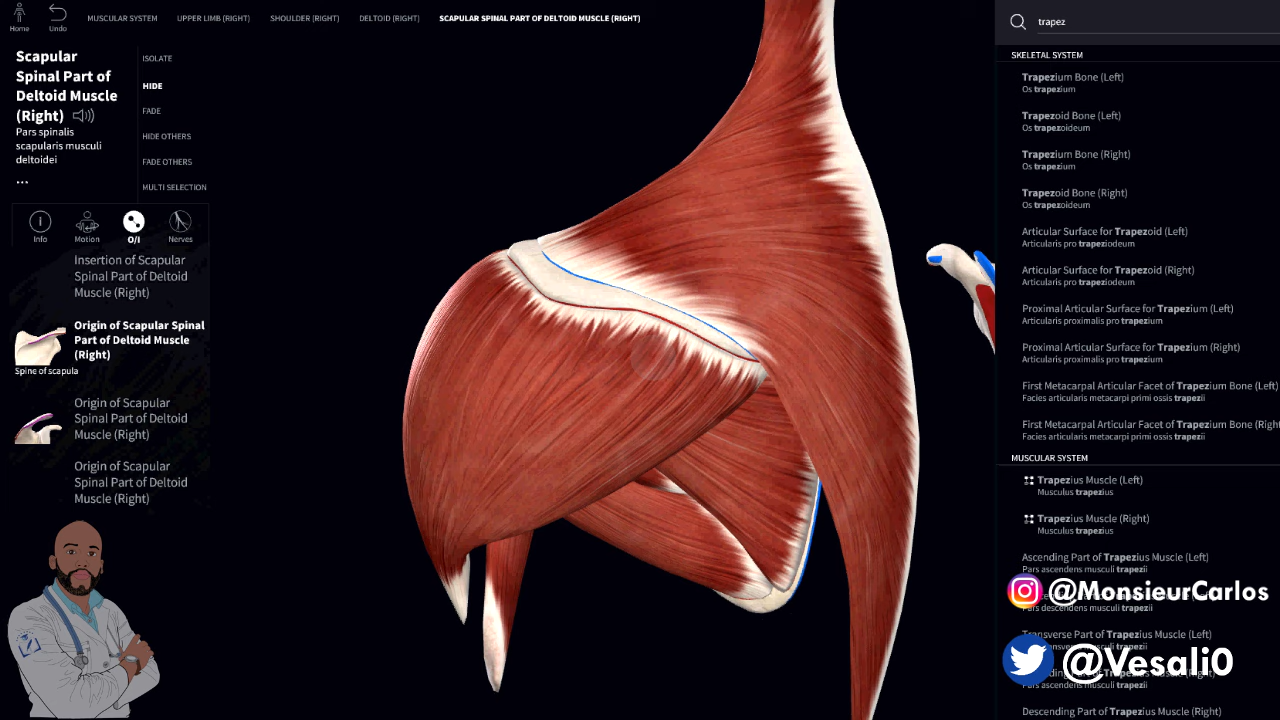 Home
Undo
MUSCULAR SYSTEM
UPPER LIMB (RIGHT)
SHOULDER (RIGHT)
DELTOID (RIGHT)
SCAPULAR SPINAL PART OF DELTOID MUSCLE (RIGHT)
Scapular
Spinal Part of
Deltoid Muscle
(Right)
Pars spinalis
scapularis musculi
deltoidei
...
ISOLATE
HIDE
FADE
HIDE OTHERS
FADE OTHERS
MULTI SELECTION
Info
Motion
O/I
Nerves
Insertion of Scapular
Spinal Part of Deltoid
Muscle (Right)
Origin of Scapular Spinal
Part of Deltoid Muscle
(Right)
Spine of scapula
Origin of Scapular
Spinal Part of Deltoid
Muscle (Right)
Origin of Scapular
Spinal Part of Deltoid
Muscle (Right)
trapez
SKELETAL SYSTEM
Trapezium Bone (Left)
Os trapezium
Trapezoid Bone (Left)
Os trapezoideum
Trapezium Bone (Right)
Os trapezium
Trapezoid Bone (Right)
Os trapezoideum
Articular Surface for Trapezoid (Left)
Articularis pro trapeziodeum
Articular Surface for Trapezoid (Right)
Articularis pro trapeziodeum
Proximal Articular Surface for Trapezium (Left)
Articularis proximalis pro trapezium
Proximal Articular Surface for Trapezium (Right)
Articularis proximalis pro trapezium
First Metacarpal Articular Facet of Trapezium Bone (Left)
Facies articularis metacarpi primi ossis trapezii
First Metacarpal Articular Facet of Trapezium Bone (Right
Facies articularis metacarpi primi ossis trapezii
MUSCULAR SYSTEM
Trapezius Muscle (Left)
Musculus trapezius
Trapezius Muscle (Right)
Musculus trapezius
Ascending Part of Trapezius Muscle (Left)
Pars ascendens musculi trapezii
@MonsieurCarlos
descendens musculi trapezii
Transverse Part of Trapezius Muscle (Left)
musculi trapezii
@Vesali0
Pars ascendens musculi trapezii
Descending Part of Trapezius Muscle (Right)